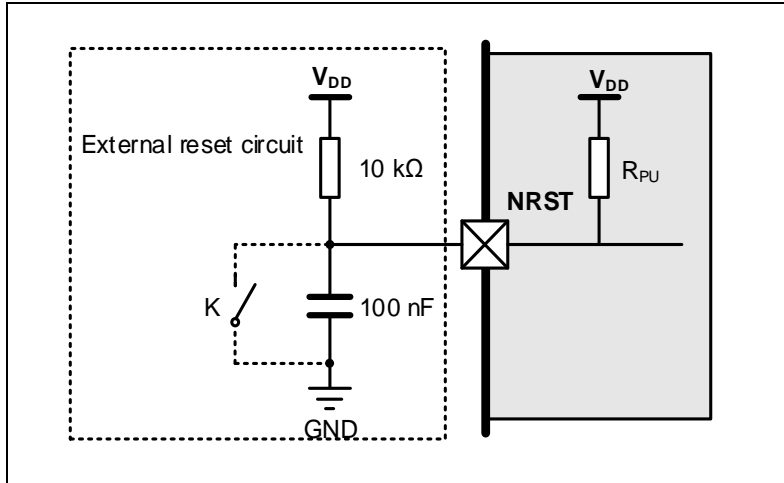 VDD
VDD
External reset circuit
10 kΩ
RPU
NRST
K
100 nF
GND